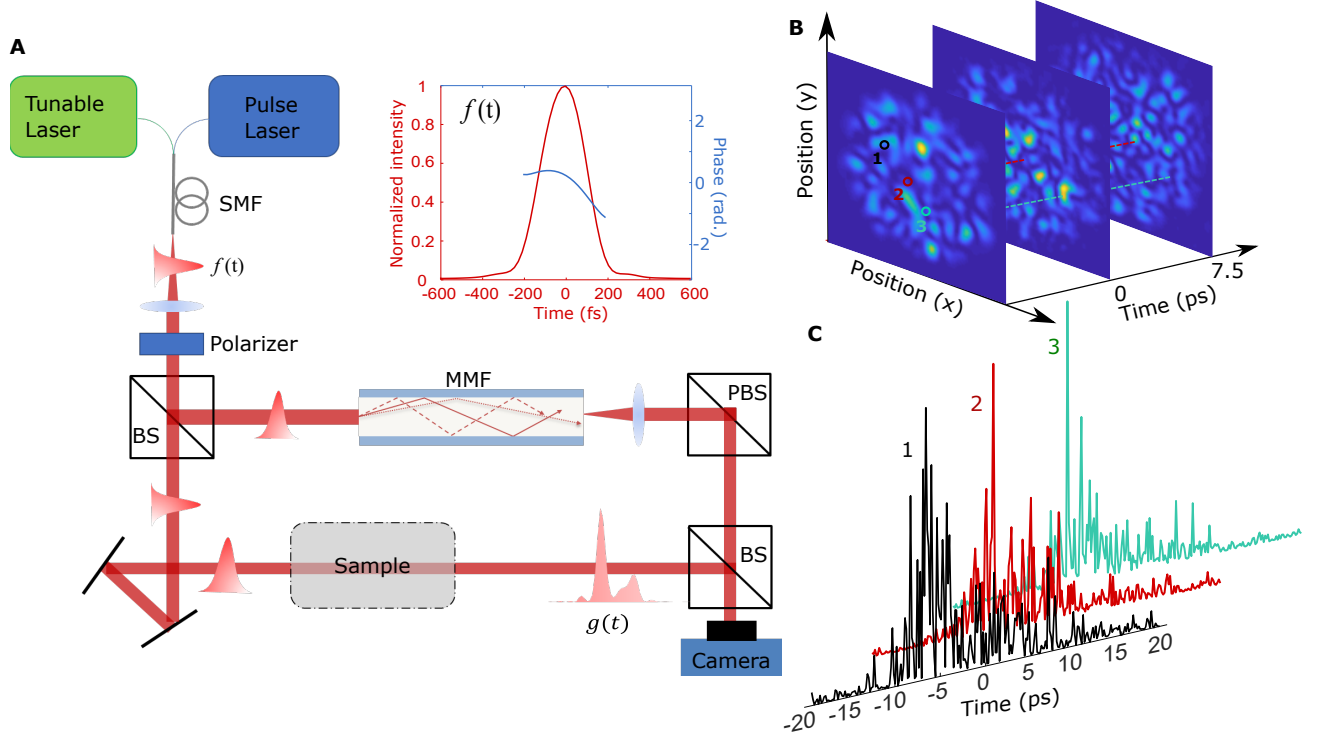 A
Tunable
Laser
Pulse
Laser
SMF
f(t)
Polarizer
BS
MMF
PBS
BS
Sample
g(t)
Camera
f(t)
Normalized intensity
1
0.8
0.6
0.4
0.2
0
-600 -400 -200 0 200 400 600
Time (fs)
2
0
-2
Phase (rad.)
B
Position (y)
Position (x)
1
2
3
0
7.5
Time (ps)
C
1
2
3
-20 -15 -10 -5 0 5 10 15 20
Time (ps)